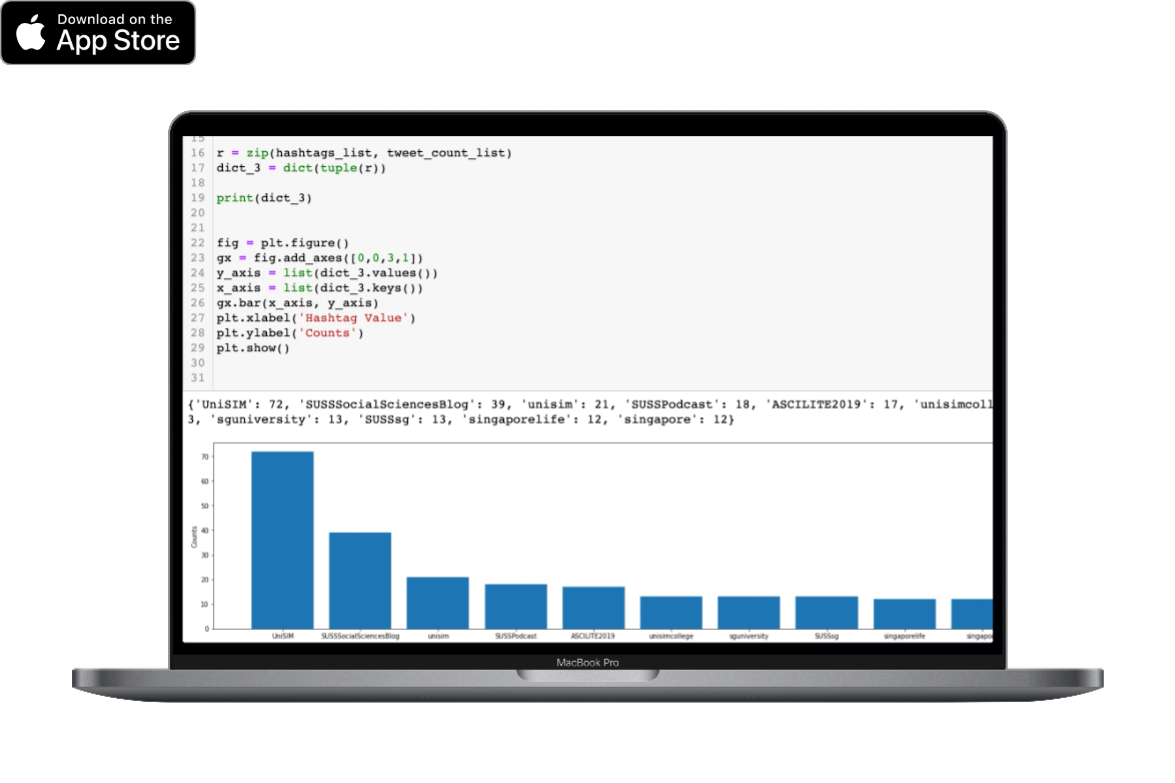 Download on the
App Store
15
16 r = zip(hashtags_list, tweet_count_list)
17 dict_3 = dict(tuple(r))
18
19 print(dict_3)
20
21
22 fig = plt.figure()
23 gx = fig.add_axes([0,0,3,1])
24 y_axis = list(dict_3.values())
25 x_axis = list(dict_3.keys())
26 gx.bar(x_axis, y_axis)
27 plt.xlabel('Hashtag Value')
28 plt.ylabel('Counts')
29 plt.show()
30
31
{'UniSIM': 72, 'SUSSSocialSciencesBlog': 39, 'unisim': 21, 'SUSSPodcast': 18, 'ASCILITE2019': 17, 'unisimcoll
3, 'sguniversity': 13, 'SUSSsg': 13, 'singaporelife': 12, 'singapore': 12}
70
60
50
40
30
20
10
0
Counts
UniSIM SUSSSocialSciencesBlog unisim SUSSPodcast ASCILITE2019 unisimcollege sguniversity SUSSsg singaporelife singapo
MacBook Pro